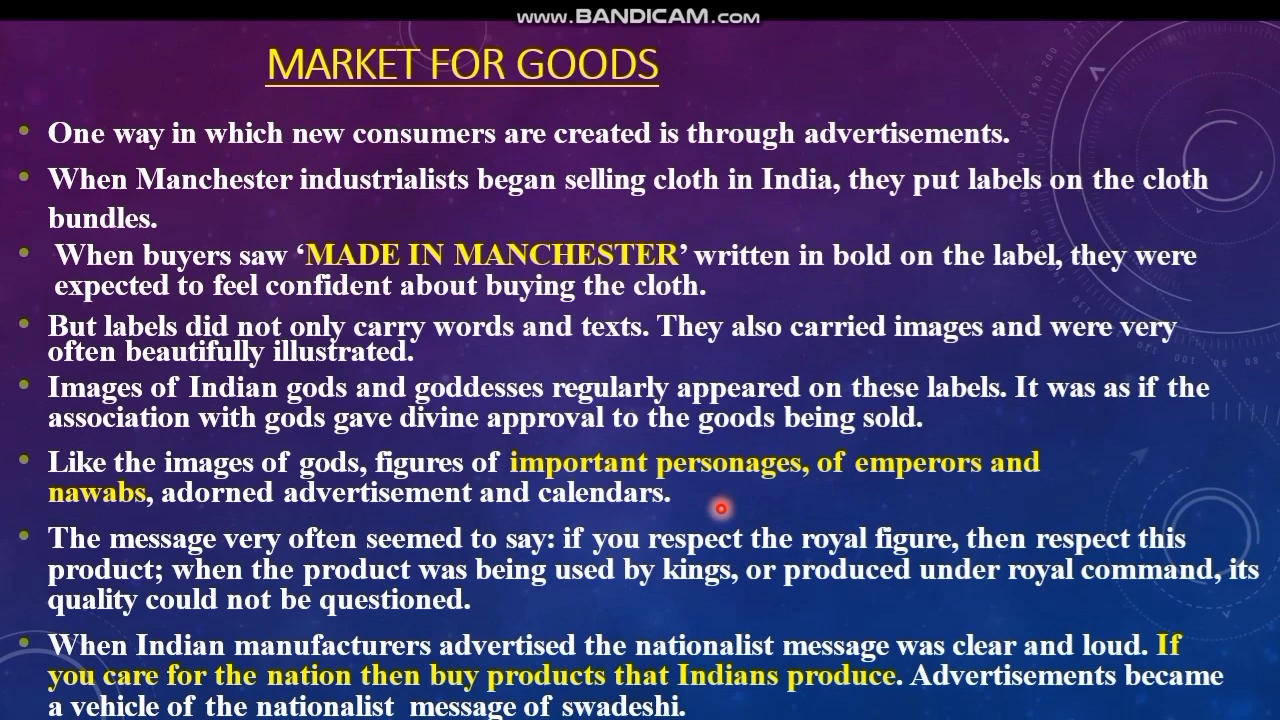 www.BANDICAM.com
MARKET FOR GOODS
• One way in which new consumers are created is through advertisements.
• When Manchester industrialists began selling cloth in India, they put labels on the cloth
bundles.
• When buyers saw ‘MADE IN MANCHESTER’ written in bold on the label, they were
expected to feel confident about buying the cloth.
• But labels did not only carry words and texts. They also carried images and were very
often beautifully illustrated.
• Images of Indian gods and goddesses regularly appeared on these labels. It was as if the
association with gods gave divine approval to the goods being sold.
• Like the images of gods, figures of important personages, of emperors and
nawabs, adorned advertisement and calendars.
• The message very often seemed to say: if you respect the royal figure, then respect this
product; when the product was being used by kings, or produced under royal command, its
quality could not be questioned.
• When Indian manufacturers advertised the nationalist message was clear and loud. If
you care for the nation then buy products that Indians produce. Advertisements became
a vehicle of the nationalist message of swadeshi.